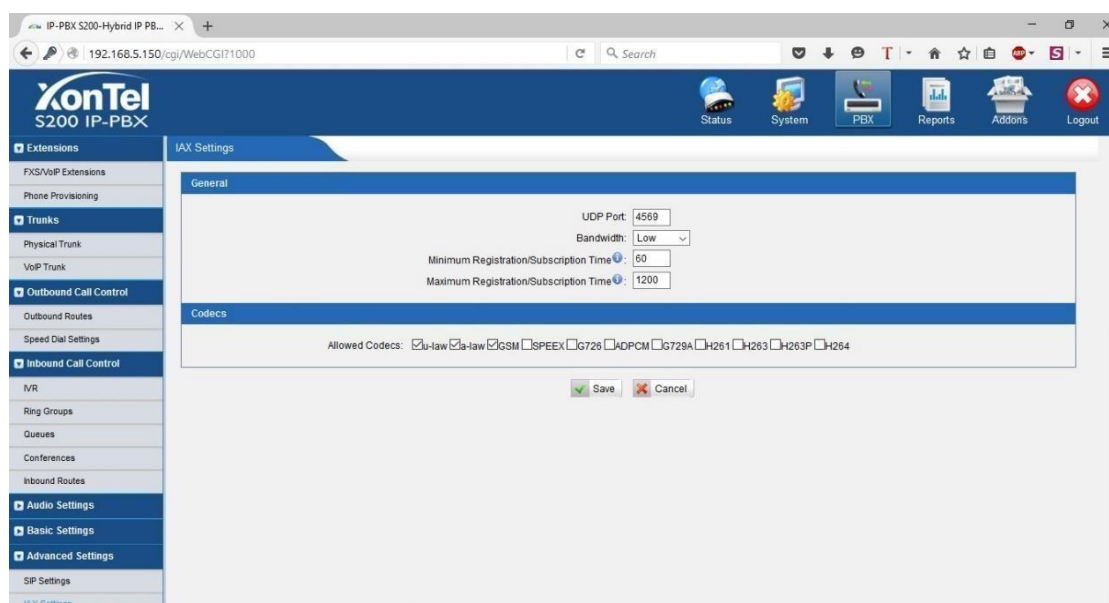 IP-PBX S200-Hybrid IP PB...
192.168.5.150/cgi/WebCGI?1000
Search
XonTel
S200 IP-PBX
Status
System
PBX
Reports
Addons
Logout
Extensions
FXS/VoIP Extensions
Phone Provisioning
Trunks
Physical Trunk
VoIP Trunk
Outbound Call Control
Outbound Routes
Speed Dial Settings
Inbound Call Control
IVR
Ring Groups
Queues
Conferences
Inbound Routes
Audio Settings
Basic Settings
Advanced Settings
SIP Settings
IAX Settings
IAX Settings
General
UDP Port: 4569
Bandwidth: Low
Minimum Registration/Subscription Time: 60
Maximum Registration/Subscription Time: 1200
Codecs
Allowed Codecs: u-law a-law GSM SPEEX G726 ADPCM G729A H261 H263 H263P H264
Save Cancel